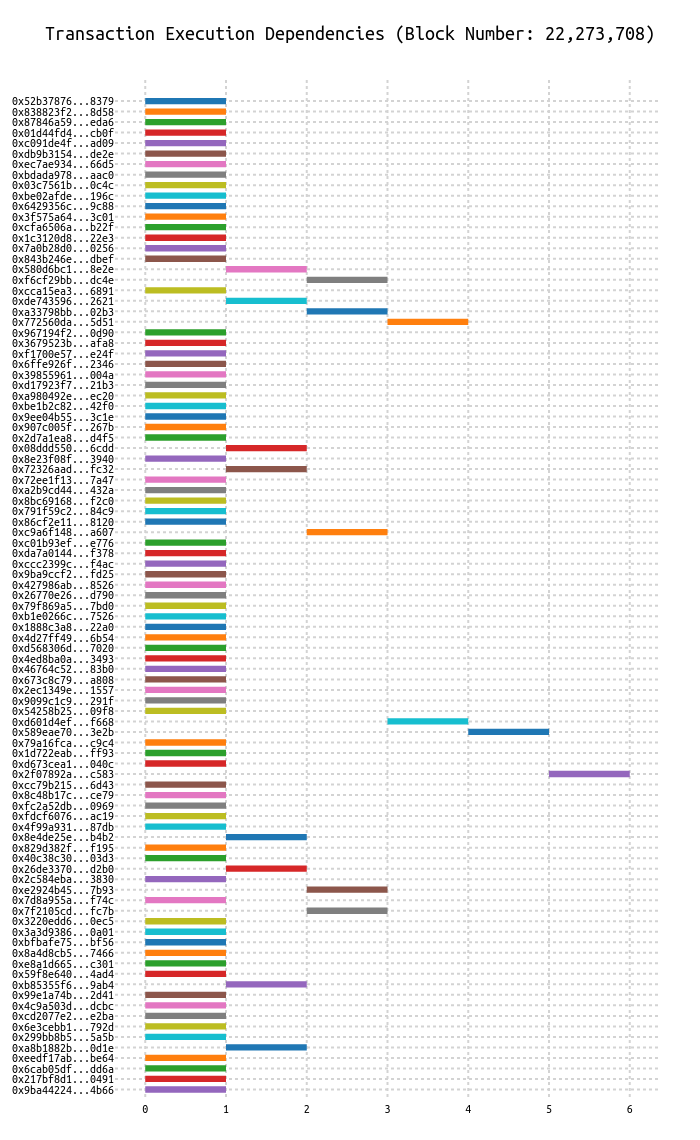 Transaction Execution Dependencies (Block Number: 22,273,708)
0x52b37876...8379
0x838823f2...8d58
0x87846a59...eda6
0x01d44fd4...cb0f
0xc091de4f...ad09
0xdb9b3154...de2e
0xec7ae934...66d5
0xbdada978...aac0
0x03c7561b...0c4c
0xbe02afde...196c
0x6429356c...9c88
0x3f575a64...3c01
0xcfa6506a...b22f
0x1c3120d8...22e3
0x7a0b28d0...0256
0x843b246e...dbef
0x580d6bc1...8e2e
0xf6cf29bb...dc4e
0xcca15ea3...6891
0xde743596...2621
0xa33798bb...02b3
0x772560da...5d51
0x967194f2...0d90
0x3679523b...afa8
0xf1700e57...e24f
0x6ffe926f...2346
0x39855961...004a
0xd17923f7...21b3
0xa980492e...ec20
0xbe1b2c82...42f0
0x9ee04b55...3c1e
0x907c005f...267b
0x2d7a1ea8...d4f5
0x08ddd550...6cdd
0x8e23f08f...3940
0x72326aad...fc32
0x72ee1f13...7a47
0xa2b9cd44...432a
0x8bc69168...f2c0
0x791f59c2...84c9
0x86cf2e11...8120
0xc9a6f148...a607
0xc01b93ef...e776
0xda7a0144...f378
0xccc2399c...f4ac
0x9ba9ccf2...fd25
0x427986ab...8526
0x26770e26...d790
0x79f869a5...7bd0
0xb1e0266c...7526
0x1888c3a8...22a0
0x4d27ff49...6b54
0xd568306d...7020
0x4ed8ba0a...3493
0x46764c52...83b0
0x673c8c79...a808
0x2ec1349e...1557
0x9099c1c9...291f
0x54258b25...09f8
0xd601d4ef...f668
0x589eae70...3e2b
0x79a16fca...c9c4
0x1d722eab...ff93
0xd673cea1...040c
0x2f07892a...c583
0xcc79b215...6d43
0x8c48b17c...ce79
0xfc2a52db...0969
0xfdcf6076...ac19
0x4f99a931...87db
0x8e4de25e...b4b2
0x829d382f...f195
0x40c38c30...03d3
0x26de3370...d2b0
0x2c584eba...3830
0xe2924b45...7b93
0x7d8a955a...f74c
0x7f2105cd...fc7b
0x3220edd6...0ec5
0x3a3d9386...0a01
0xbfbafe75...bf56
0x8a4d8cb5...7466
0xe8a1d665...c301
0x59f8e640...4ad4
0xb85355f6...9ab4
0x99e1a74b...2d41
0x4c9a503d...dcbc
0xcd2077e2...e2ba
0x6e3cebb1...792d
0x299bb8b5...5a5b
0xa8b1882b...0d1e
0xeedf17ab...be64
0x6cab05df...dd6a
0x217bf8d1...0491
0x9ba44224...4b66
0 1 2 3 4 5 6